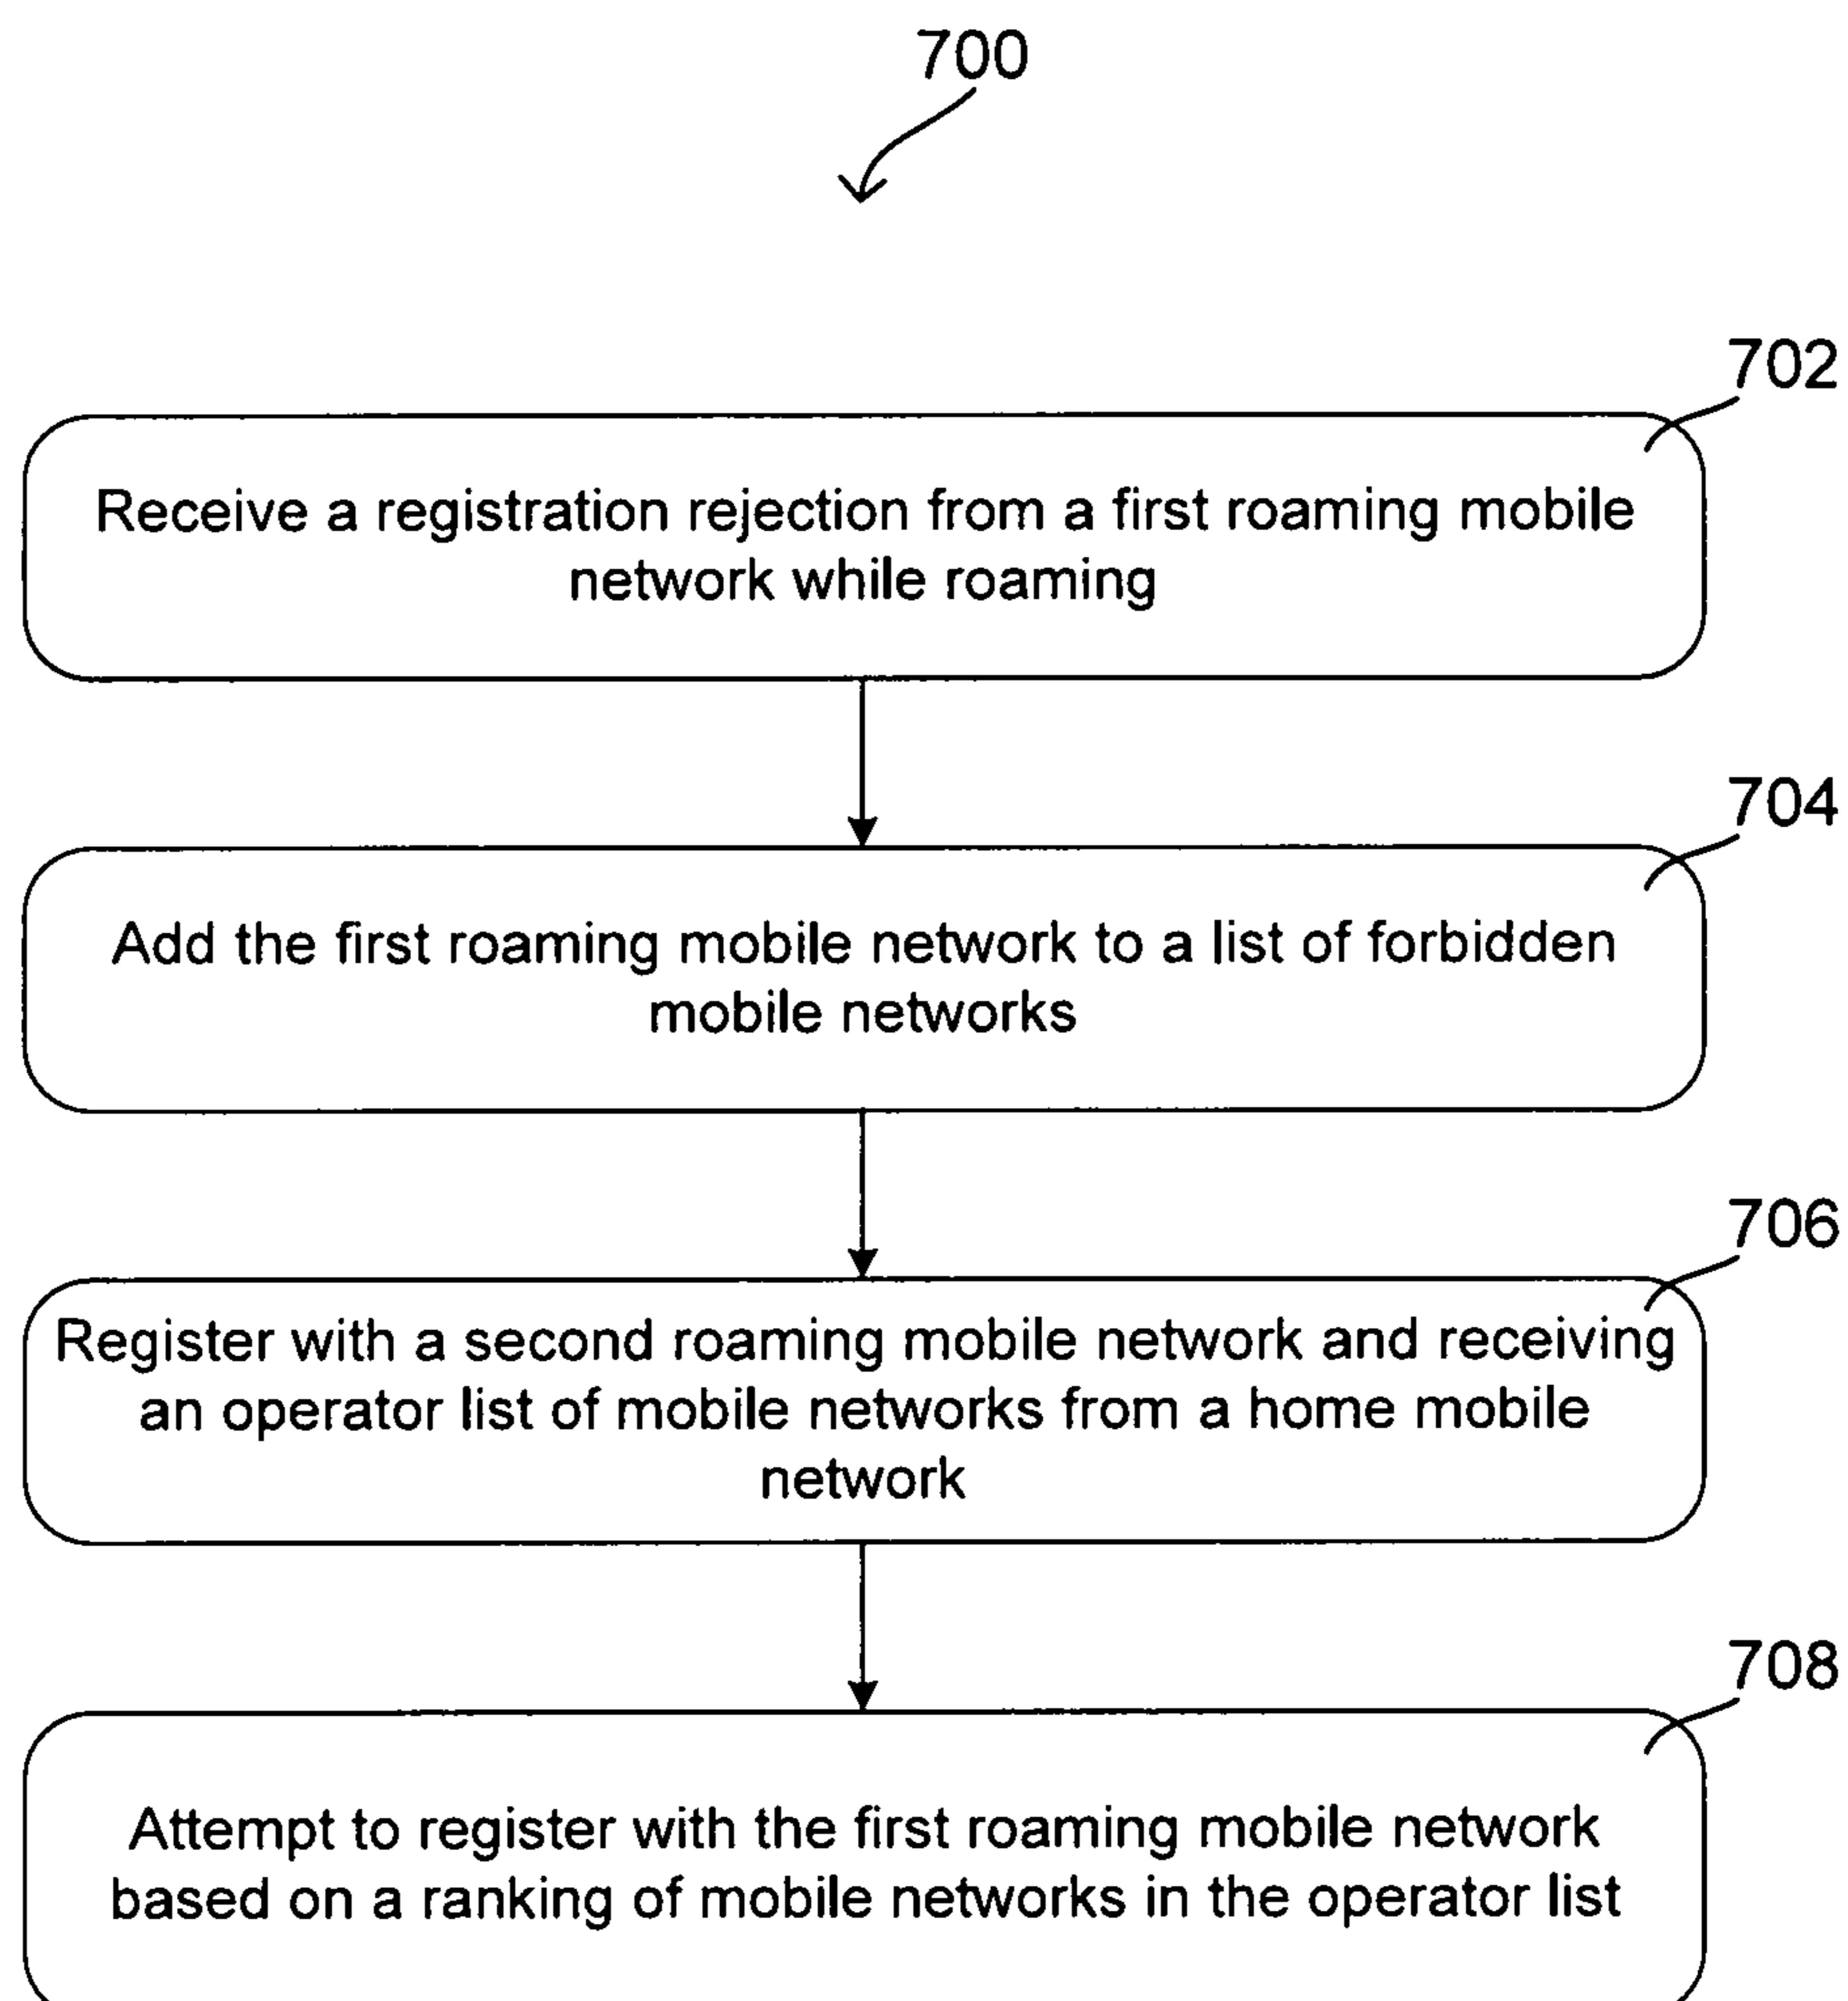 700
702
Receive a registration rejection from a first roaming mobile
network while roaming
704
Add the first roaming mobile network to a list of forbidden
mobile networks
706
Register with a second roaming mobile network and receiving
an operator list of mobile networks from a home mobile
network
708
Attempt to register with the first roaming mobile network
based on a ranking of mobile networks in the operator list